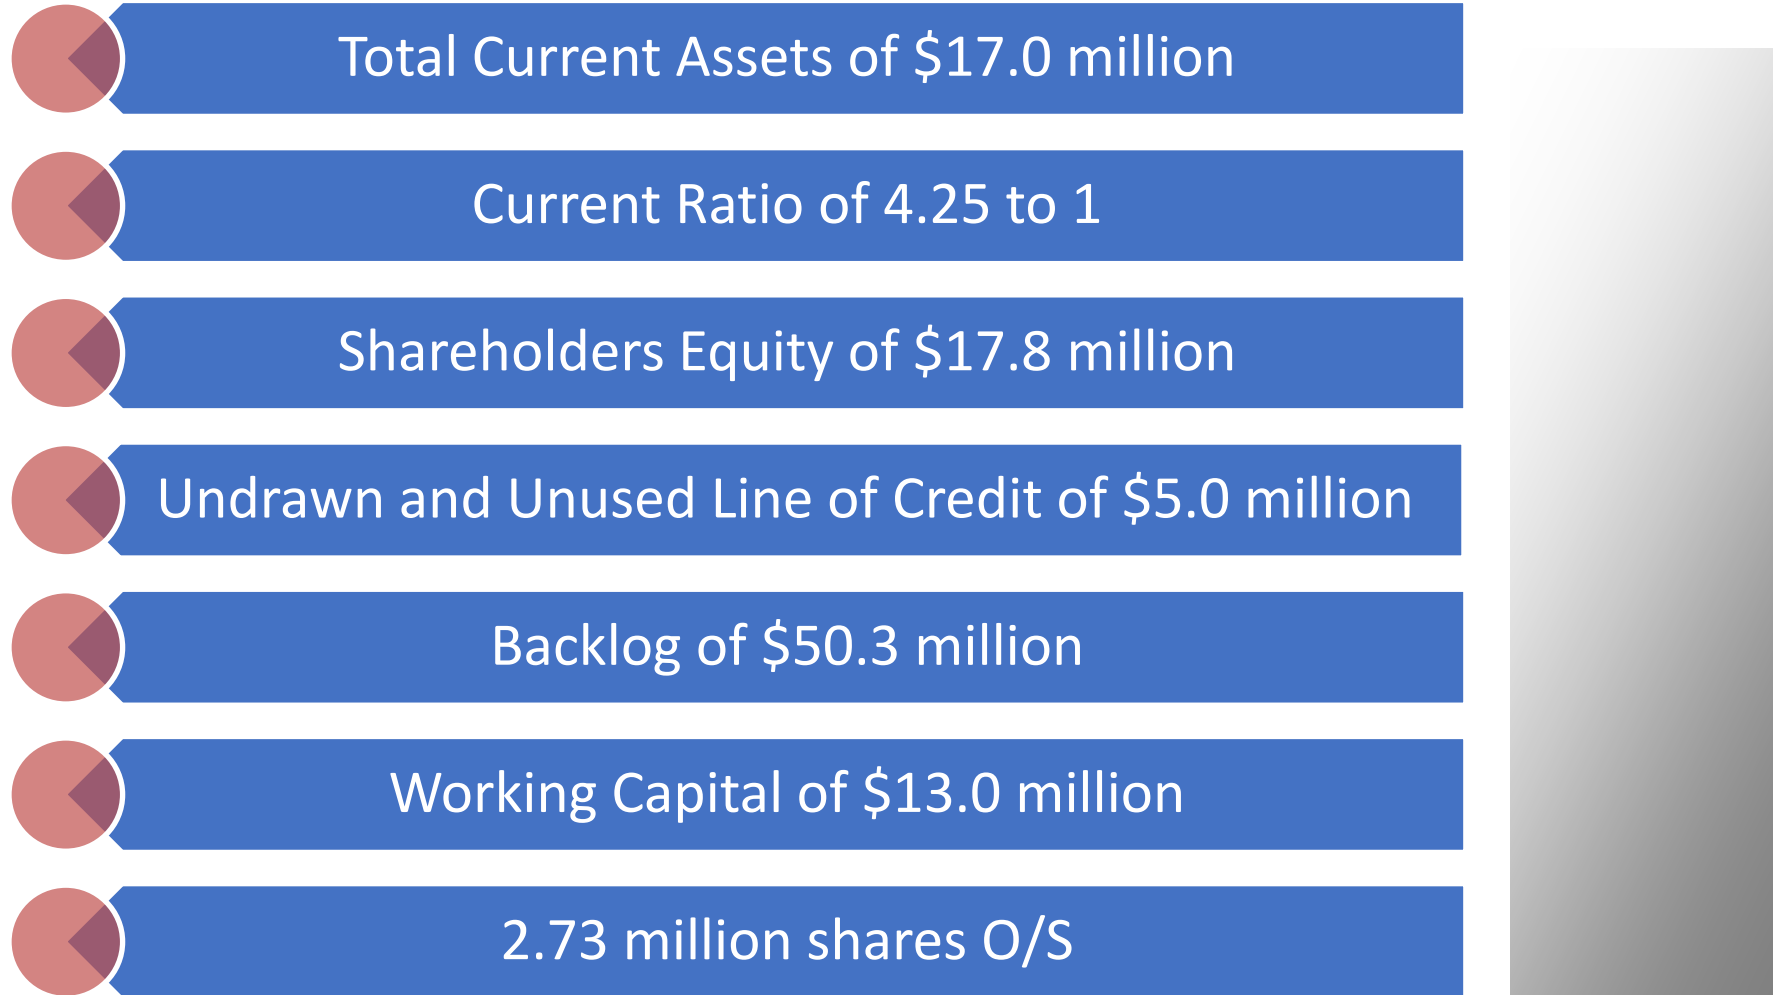 Total Current Assets of $17.0 million
Current Ratio of 4.25 to 1
Shareholders Equity of $17.8 million
Undrawn and Unused Line of Credit of $5.0 million
Backlog of $50.3 million
Working Capital of $13.0 million
2.73 million shares O/S